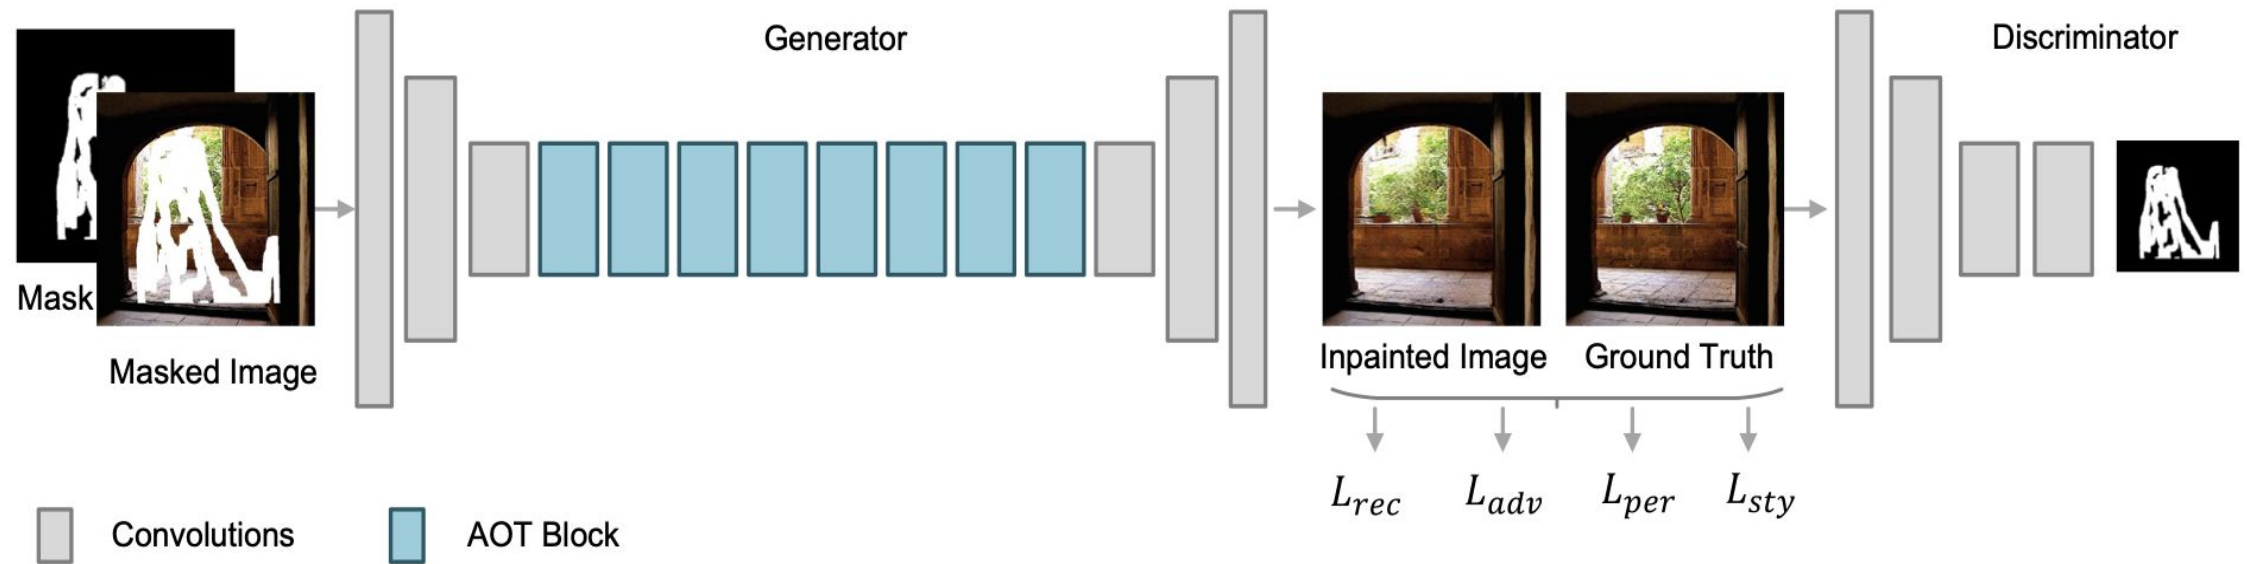 Generator
Discriminator
Mask
Masked Image
Inpainted Image
Ground Truth
L_rec
L_adv
L_per
L_sty
Convolutions
AOT Block